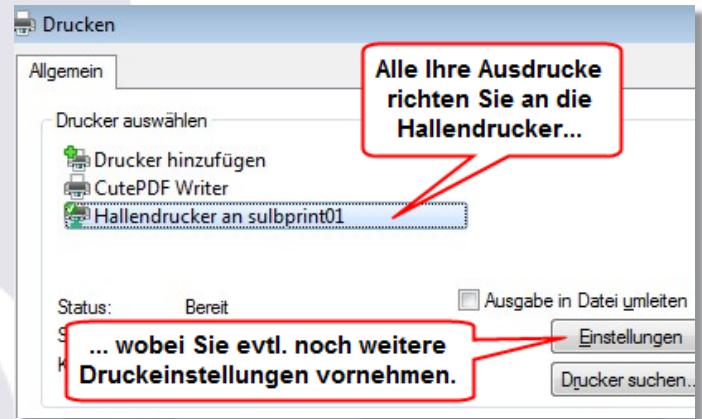 Drucken
Allgemein
Alle Ihre Ausdrucke
richten Sie an die
Hallendrucker...
Drucker auswählen
Drucker hinzufügen
CutePDF Writer
Hallendrucker an sulbprint01
Status: Bereit
Ausgabe in Datei umleiten
... wobei Sie evtl. noch weitere
Druckeinstellungen vornehmen.
Einstellungen
Drucker suchen..